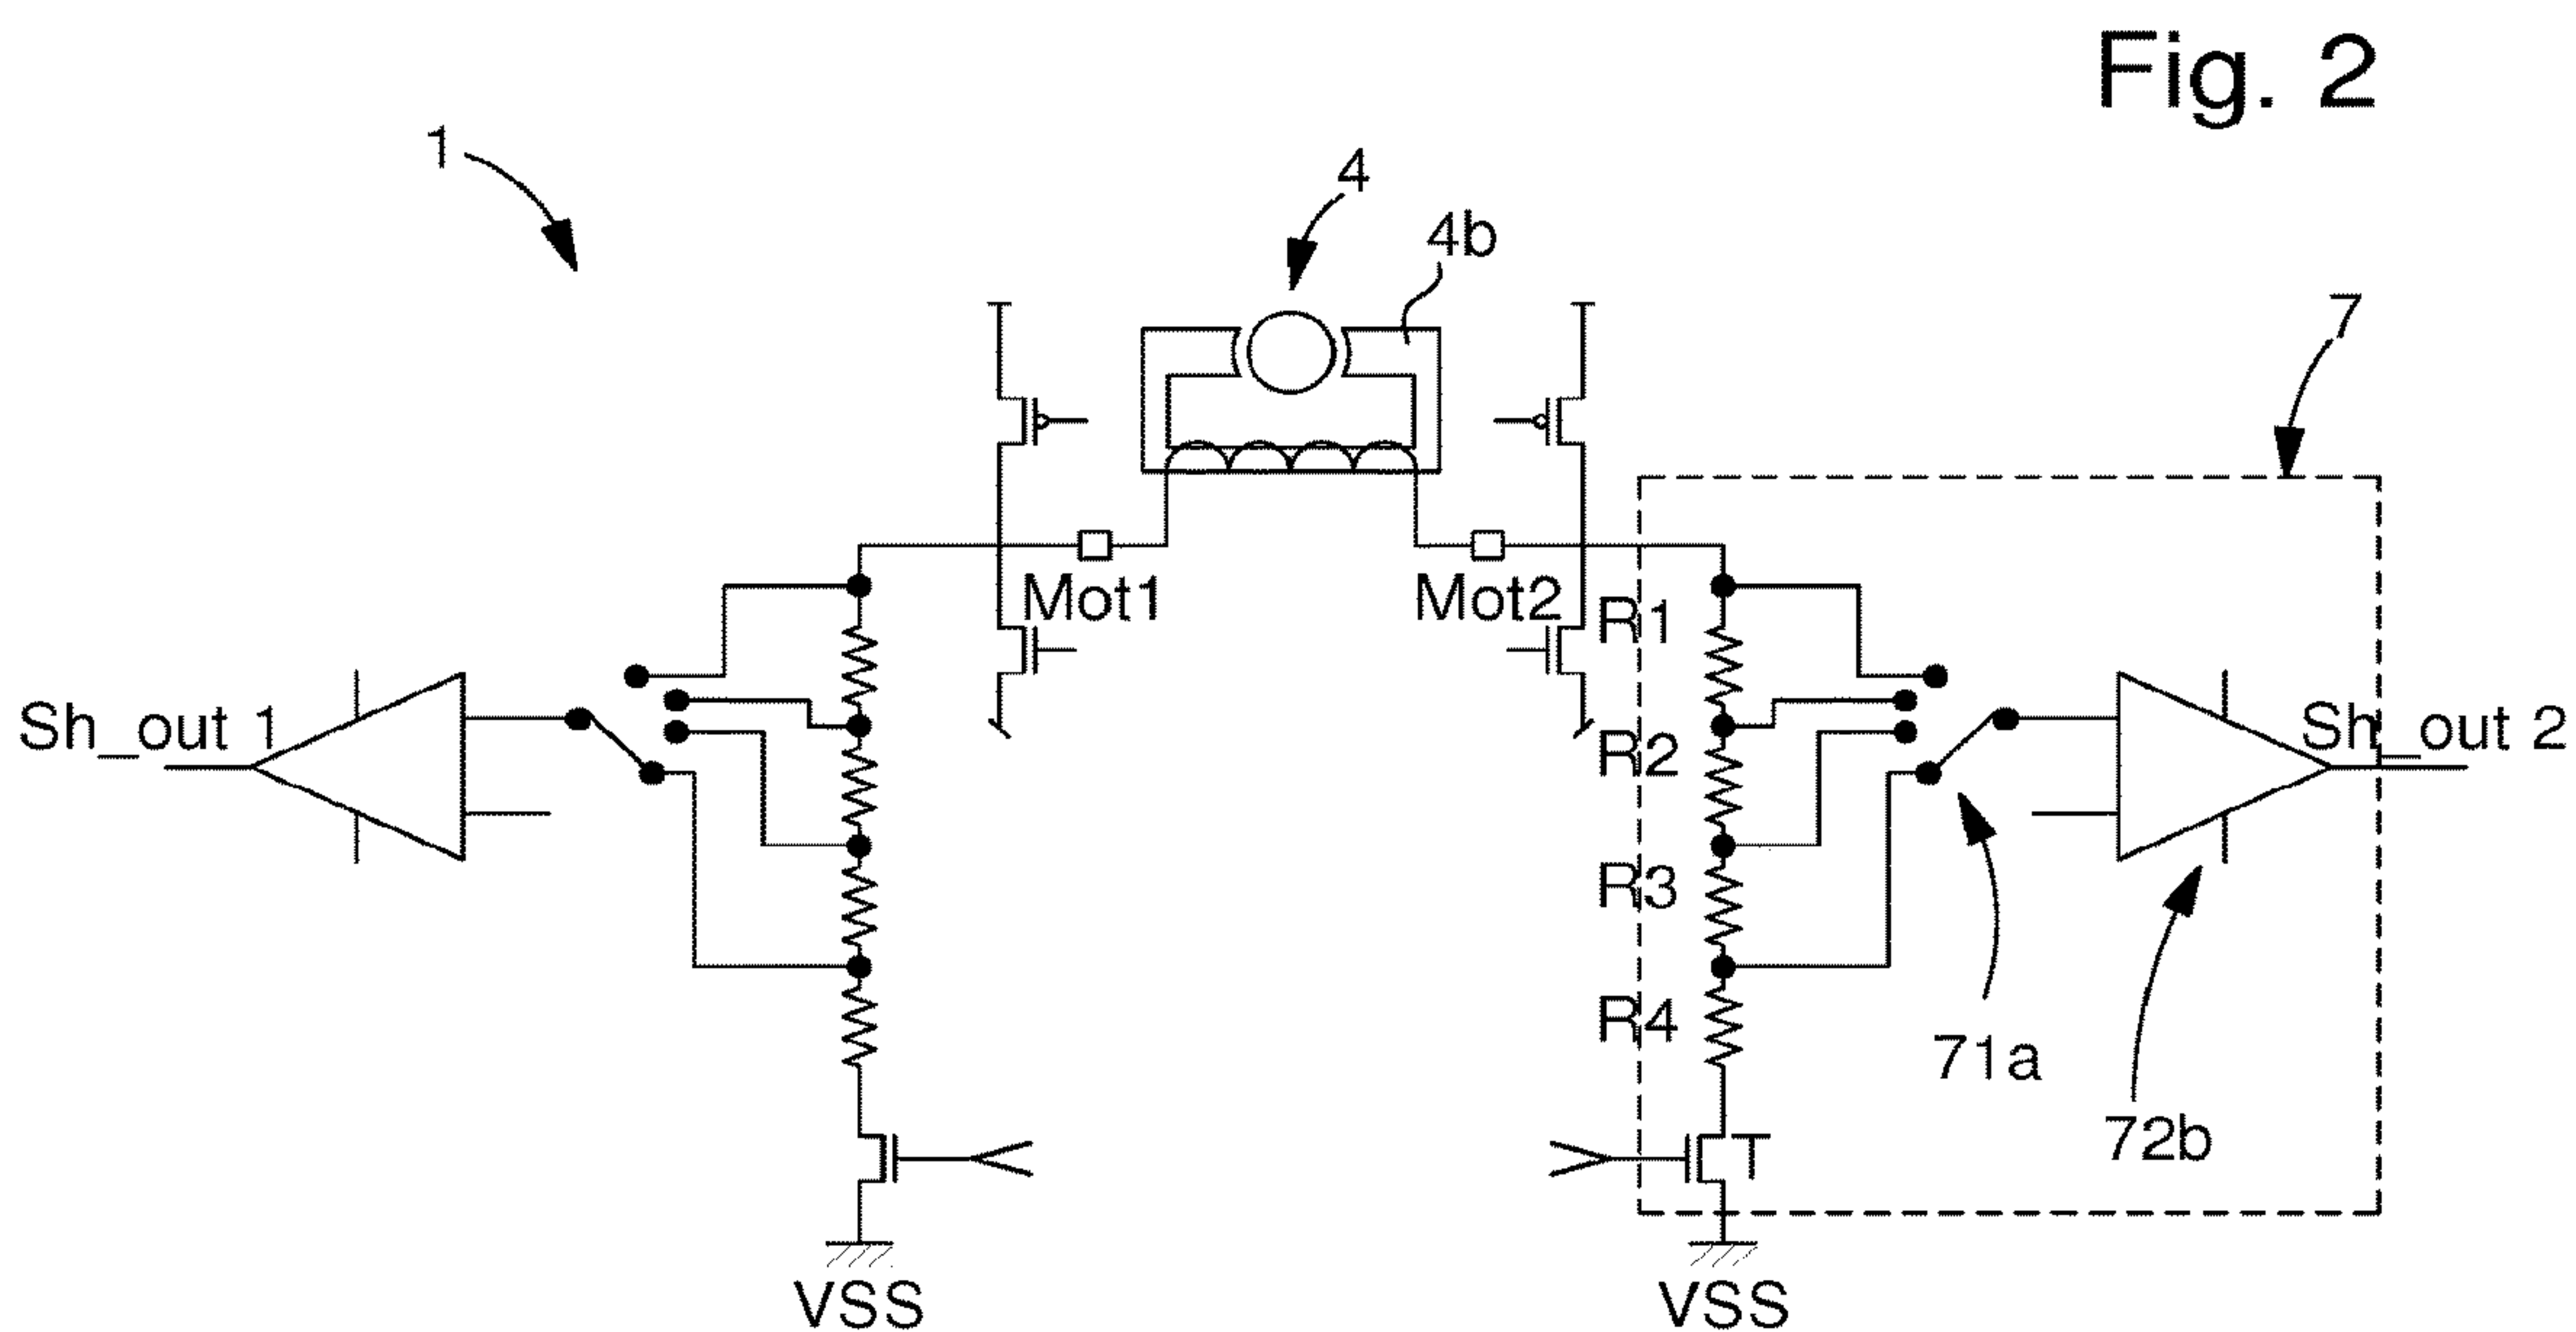 Fig. 2
1
4
4b
7
Mot1
Mot2
R1
Sh_out 1
R2
Sh_out 2
R3
R4
71a
72b
T
VSS
VSS